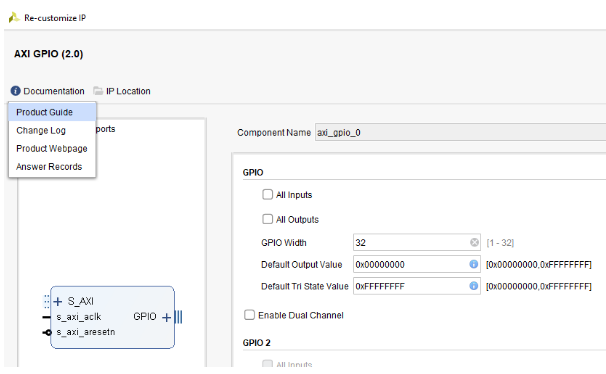 Re-customize IP
AXI GPIO (2.0)
Documentation IP Location
Product Guide
Change Log
Product Webpage
Answer Records
ports
Component Name axi_gpio_0
GPIO
All Inputs
All Outputs
GPIO Width 32 [1 - 32]
Default Output Value 0x00000000 [0x00000000,0xFFFFFFFF]
Default Tri State Value 0xFFFFFFFF [0x00000000,0xFFFFFFFF]
Enable Dual Channel
GPIO 2
All Inputs
S_AXI
s_axi_aclk GPIO
s_axi_aresetn